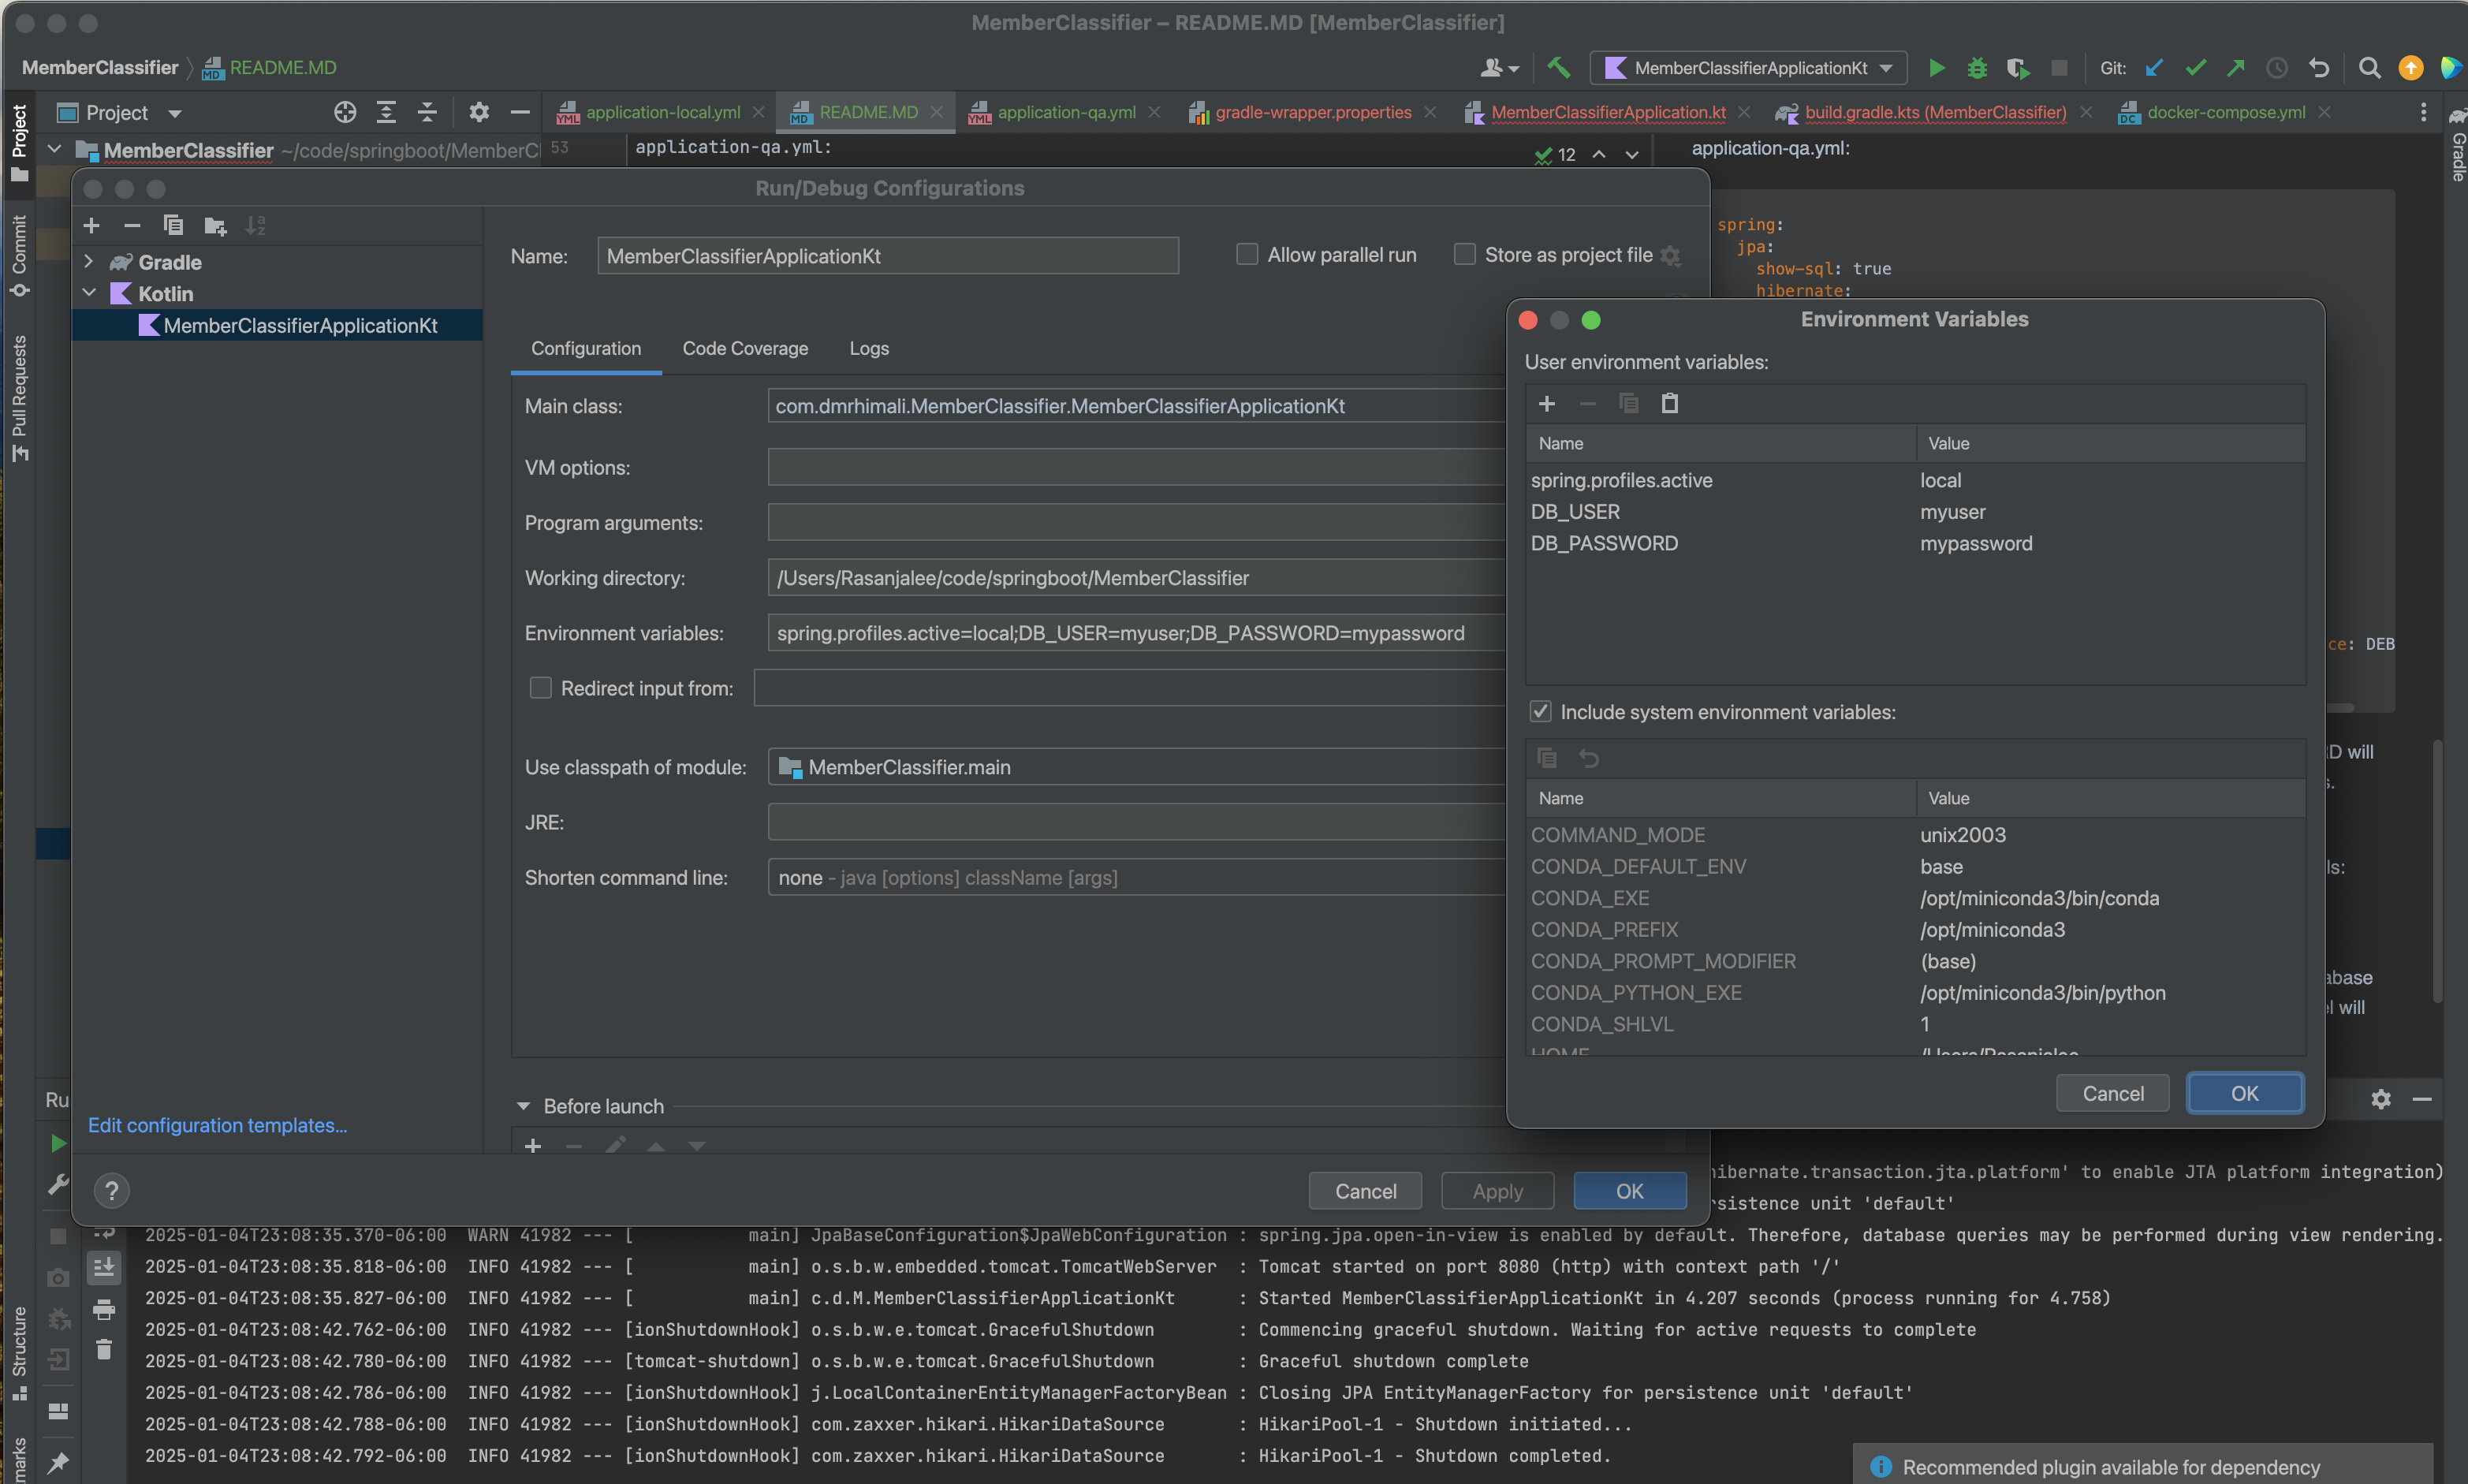 MemberClassifier – README.MD [MemberClassifier]
MemberClassifier 〉 README.MD
MemberClassifierApplicationKt
Git:
Project
application-local.yml
README.MD
application-qa.yml
gradle-wrapper.properties
MemberClassifierApplication.kt
build.gradle.kts (MemberClassifier)
docker-compose.yml
Project
Commit
Pull Requests
Structure
marks
Gradle
MemberClassifier ~/code/springboot/MemberC
53
application-qa.yml:
12
application-qa.yml:
spring:
jpa:
show-sql: true
hibernate:
ce: DEB
D will
s.
ls:
abase
el will
Run/Debug Configurations
Gradle
Kotlin
MemberClassifierApplicationKt
Edit configuration templates...
Name: MemberClassifierApplicationKt
Allow parallel run
Store as project file
Configuration Code Coverage Logs
Main class: com.dmrhimali.MemberClassifier.MemberClassifierApplicationKt
VM options:
Program arguments:
Working directory: /Users/Rasanjalee/code/springboot/MemberClassifier
Environment variables: spring.profiles.active=local;DB_USER=myuser;DB_PASSWORD=mypassword
Redirect input from:
Use classpath of module: MemberClassifier.main
JRE:
Shorten command line: none - java [options] className [args]
Before launch
?
Cancel Apply OK
Environment Variables
User environment variables:
Name Value
spring.profiles.active local
DB_USER myuser
DB_PASSWORD mypassword
Include system environment variables:
Name Value
COMMAND_MODE unix2003
CONDA_DEFAULT_ENV base
CONDA_EXE /opt/miniconda3/bin/conda
CONDA_PREFIX /opt/miniconda3
CONDA_PROMPT_MODIFIER (base)
CONDA_PYTHON_EXE /opt/miniconda3/bin/python
CONDA_SHLVL 1
HOME /Users/Rasanjalee
Cancel OK
Ru
hibernate.transaction.jta.platform' to enable JTA platform integration)
rsistence unit 'default'
2025-01-04T23:08:35.370-06:00 WARN 41982 --- [ main] JpaBaseConfiguration$JpaWebConfiguration : spring.jpa.open-in-view is enabled by default. Therefore, database queries may be performed during view rendering.
2025-01-04T23:08:35.818-06:00 INFO 41982 --- [ main] o.s.b.w.embedded.tomcat.TomcatWebServer : Tomcat started on port 8080 (http) with context path '/'
2025-01-04T23:08:35.827-06:00 INFO 41982 --- [ main] c.d.M.MemberClassifierApplicationKt : Started MemberClassifierApplicationKt in 4.207 seconds (process running for 4.758)
2025-01-04T23:08:42.762-06:00 INFO 41982 --- [ionShutdownHook] o.s.b.w.e.tomcat.GracefulShutdown : Commencing graceful shutdown. Waiting for active requests to complete
2025-01-04T23:08:42.780-06:00 INFO 41982 --- [tomcat-shutdown] o.s.b.w.e.tomcat.GracefulShutdown : Graceful shutdown complete
2025-01-04T23:08:42.786-06:00 INFO 41982 --- [ionShutdownHook] j.LocalContainerEntityManagerFactoryBean : Closing JPA EntityManagerFactory for persistence unit 'default'
2025-01-04T23:08:42.788-06:00 INFO 41982 --- [ionShutdownHook] com.zaxxer.hikari.HikariDataSource : HikariPool-1 - Shutdown initiated...
2025-01-04T23:08:42.792-06:00 INFO 41982 --- [ionShutdownHook] com.zaxxer.hikari.HikariDataSource : HikariPool-1 - Shutdown completed.
Recommended plugin available for dependency